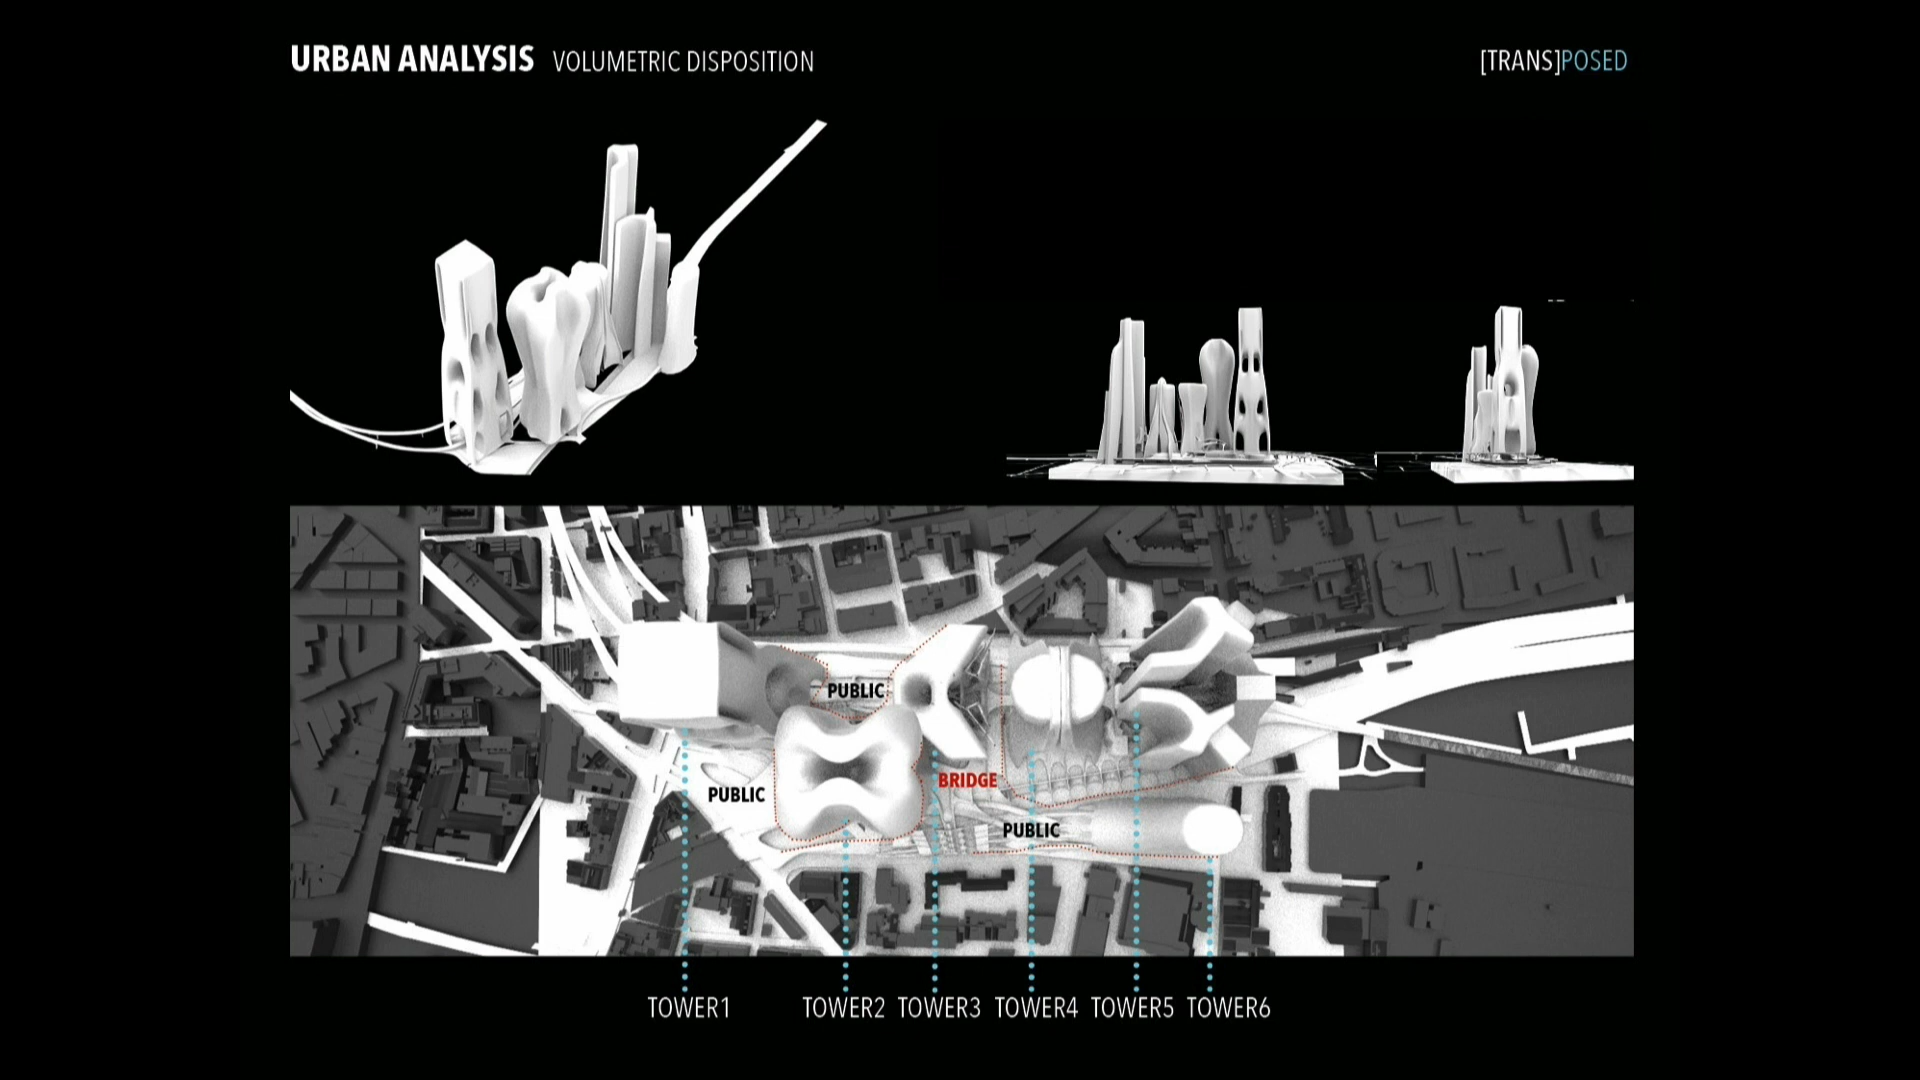 URBAN ANALYSIS VOLUMETRIC DISPOSITION
[TRANS]POSED
PUBLIC
BRIDGE
PUBLIC
PUBLIC
TOWER1 TOWER2 TOWER3 TOWER4 TOWER5 TOWER6